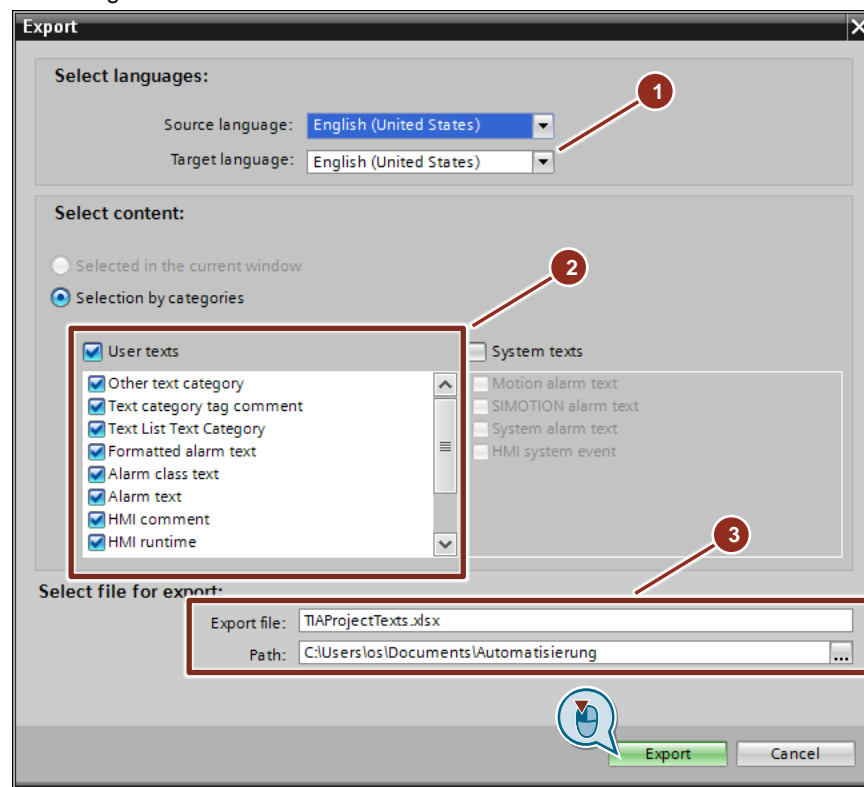 Export
Select languages:
1
Source language: English (United States)
Target language: English (United States)
Select content:
Selected in the current window
2
Selection by categories
User texts
System texts
Other text category
Text category tag comment
Text List Text Category
Formatted alarm text
Alarm class text
Alarm text
HMI comment
HMI runtime
Motion alarm text
SIMOTION alarm text
System alarm text
HMI system event
3
Select file for export:
Export file: TIAProjectTexts.xlsx
Path: C:\Users\os\Documents\Automatisierung ...
Export Cancel